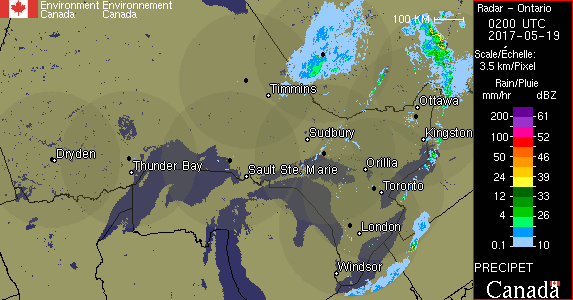 Environment Environnement
Canada Canada
100 KM
Timmins
Ottawa
Sudbury
Kingston
Dryden
Thunder Bay
Sault Ste. Marie
Orillia
Toronto
London
Windsor
Radar - Ontario
0200 UTC
2017-05-19
Scale/Échelle:
3.5 km/Pixel
Rain/Pluie
mm/hr dBZ
200 61
100 52
50 46
24 39
12 33
4 26
0.1 10
PRECIPET
Canada